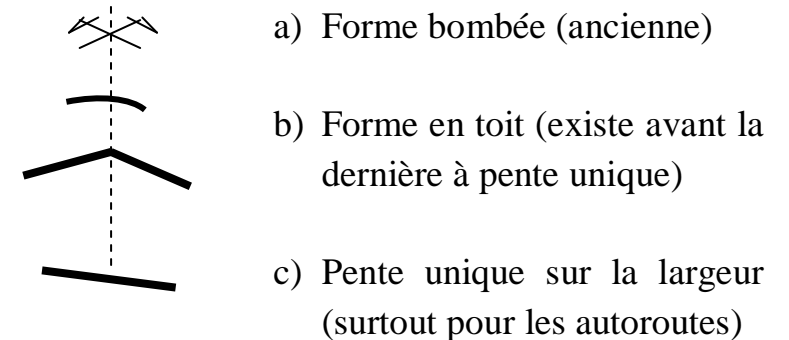 a) Forme bombée (ancienne)
b) Forme en toit (existe avant la
dernière à pente unique)
c) Pente unique sur la largeur
(surtout pour les autoroutes)